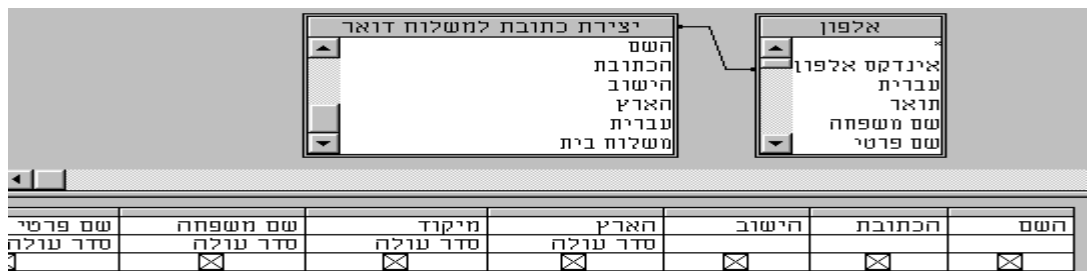 אלפון
*
אינדקס אלפון
עברית
תואר
שם משפחה
שם פרטי
יצירת כתובת למשלוח דואר
השם
הכתובת
הישוב
הארץ
עברית
משלוח בית
השם הכתובת הישוב הארץ מיקוד שם משפחה שם פרטי
סדר עולה סדר עולה סדר עולה סדר עולה